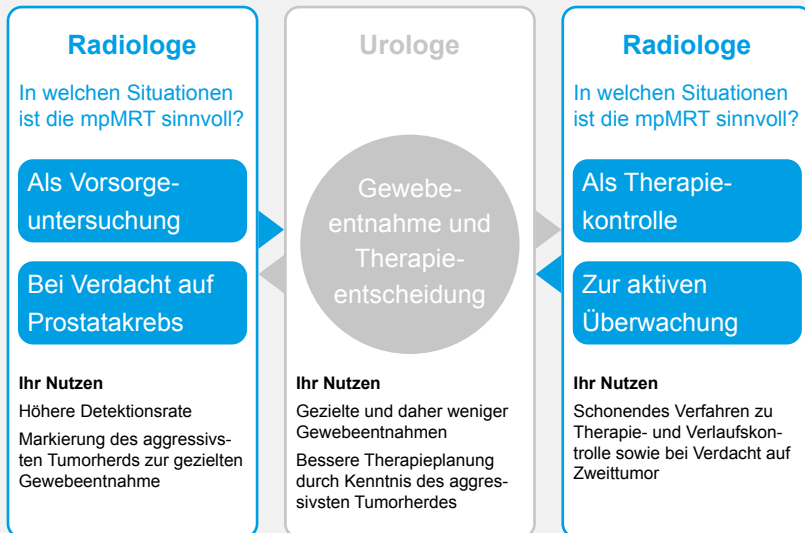 Radiologe
In welchen Situationen
ist die mpMRT sinnvoll?
Als Vorsorge-
untersuchung
Bei Verdacht auf
Prostatakrebs
Ihr Nutzen
Höhere Detektionsrate
Markierung des aggressivs-
ten Tumorherds zur gezielten
Gewebeentnahme
Urologe
Gewebe-
entnahme und
Therapie-
entscheidung
Ihr Nutzen
Gezielte und daher weniger
Gewebeentnahmen
Bessere Therapieplanung
durch Kenntnis des aggres-
sivsten Tumorherdes
Radiologe
In welchen Situationen
ist die mpMRT sinnvoll?
Als Therapie-
kontrolle
Zur aktiven
Überwachung
Ihr Nutzen
Schonendes Verfahren zu
Therapie- und Verlaufskon-
trolle sowie bei Verdacht auf
Zweittumor